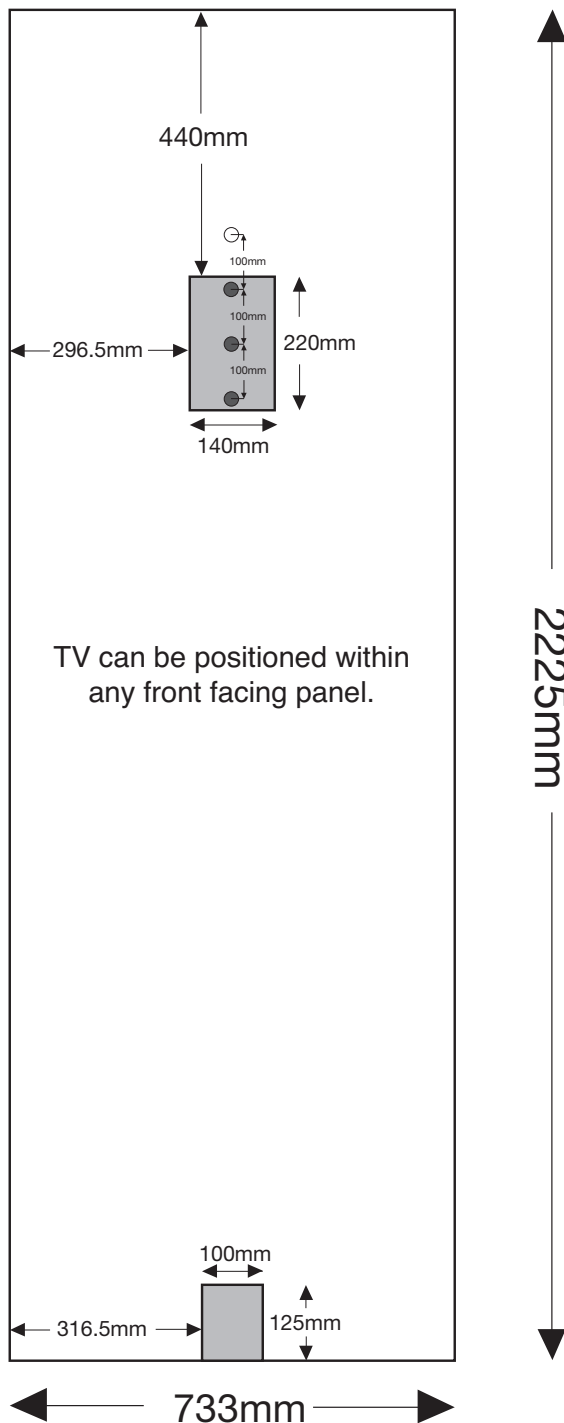 440mm
100mm
100mm
296.5mm
220mm
100mm
140mm
TV can be positioned within
any front facing panel.
2225mm
100mm
316.5mm
125mm
733mm